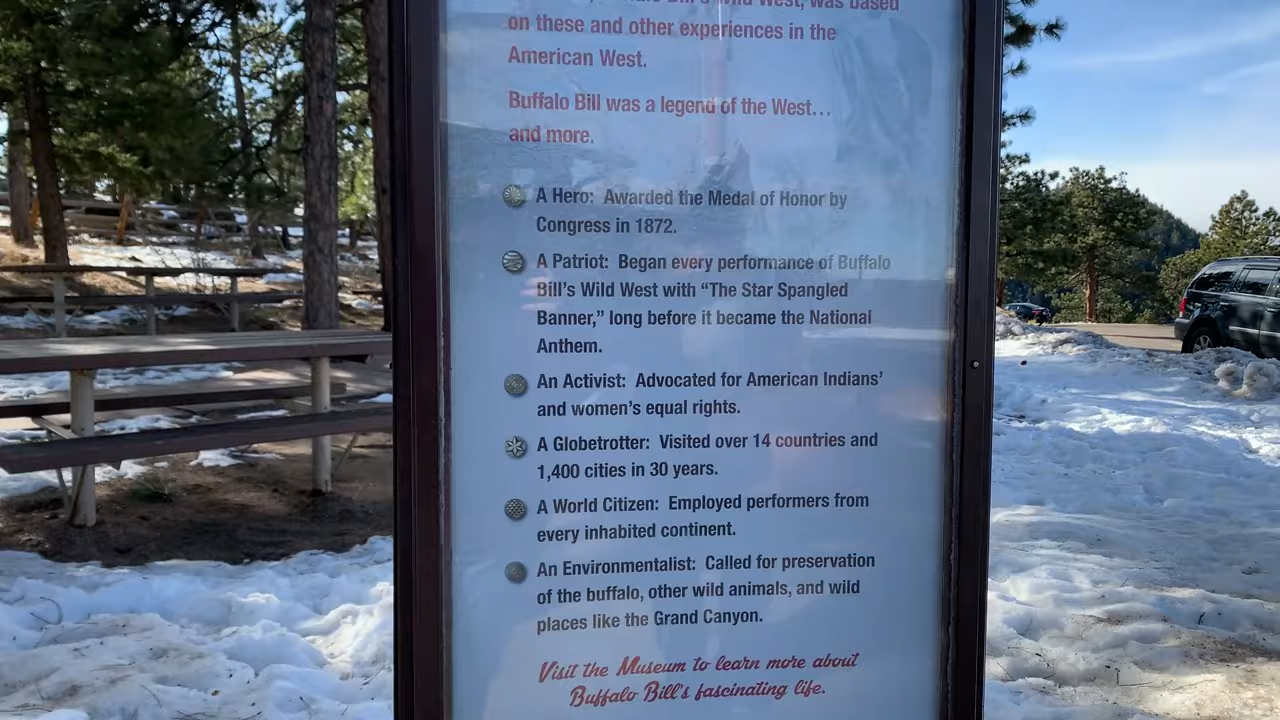 Wild West, was based
on these and other experiences in the
American West.
Buffalo Bill was a legend of the West...
and more.
A Hero: Awarded the Medal of Honor by
Congress in 1872.
A Patriot: Began every performance of Buffalo
Bill's Wild West with “The Star Spangled
Banner,” long before it became the National
Anthem.
An Activist: Advocated for American Indians’
and women's equal rights.
A Globetrotter: Visited over 14 countries and
1,400 cities in 30 years.
A World Citizen: Employed performers from
every inhabited continent.
An Environmentalist: Called for preservation
of the buffalo, other wild animals, and wild
places like the Grand Canyon.
Visit the Museum to learn more about
Buffalo Bill's fascinating life.